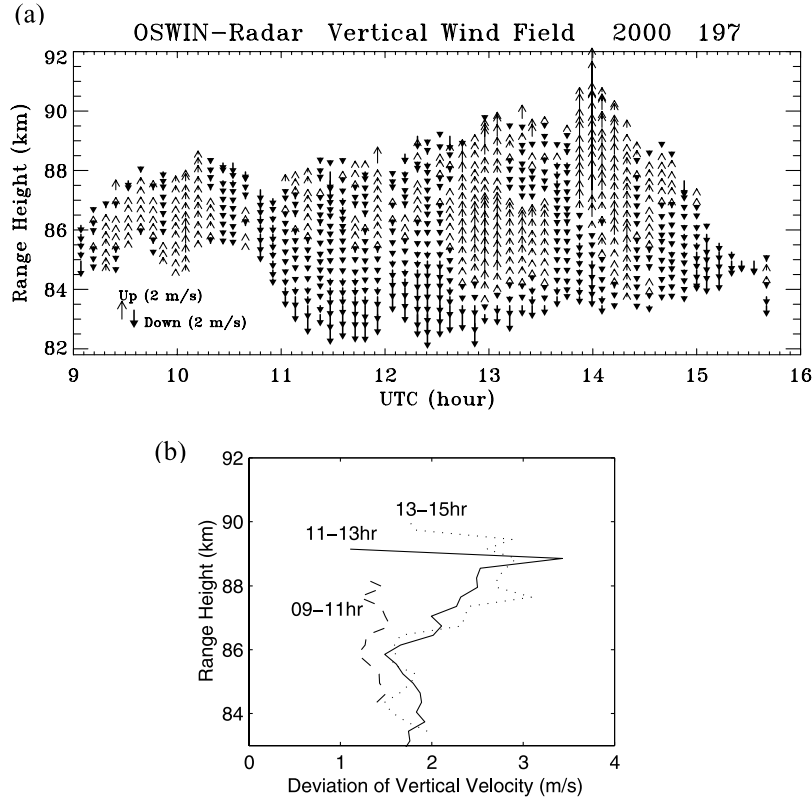 (a)
OSWIN-Radar Vertical Wind Field 2000 197
92
90
88
86
84
82
Range Height (km)
Up (2 m/s)
Down (2 m/s)
9 10 11 12 13 14 15 16
UTC (hour)
(b)
92
90
88
86
84
Range Height (km)
13-15hr
11-13hr
09-11hr
0 1 2 3 4
Deviation of Vertical Velocity (m/s)